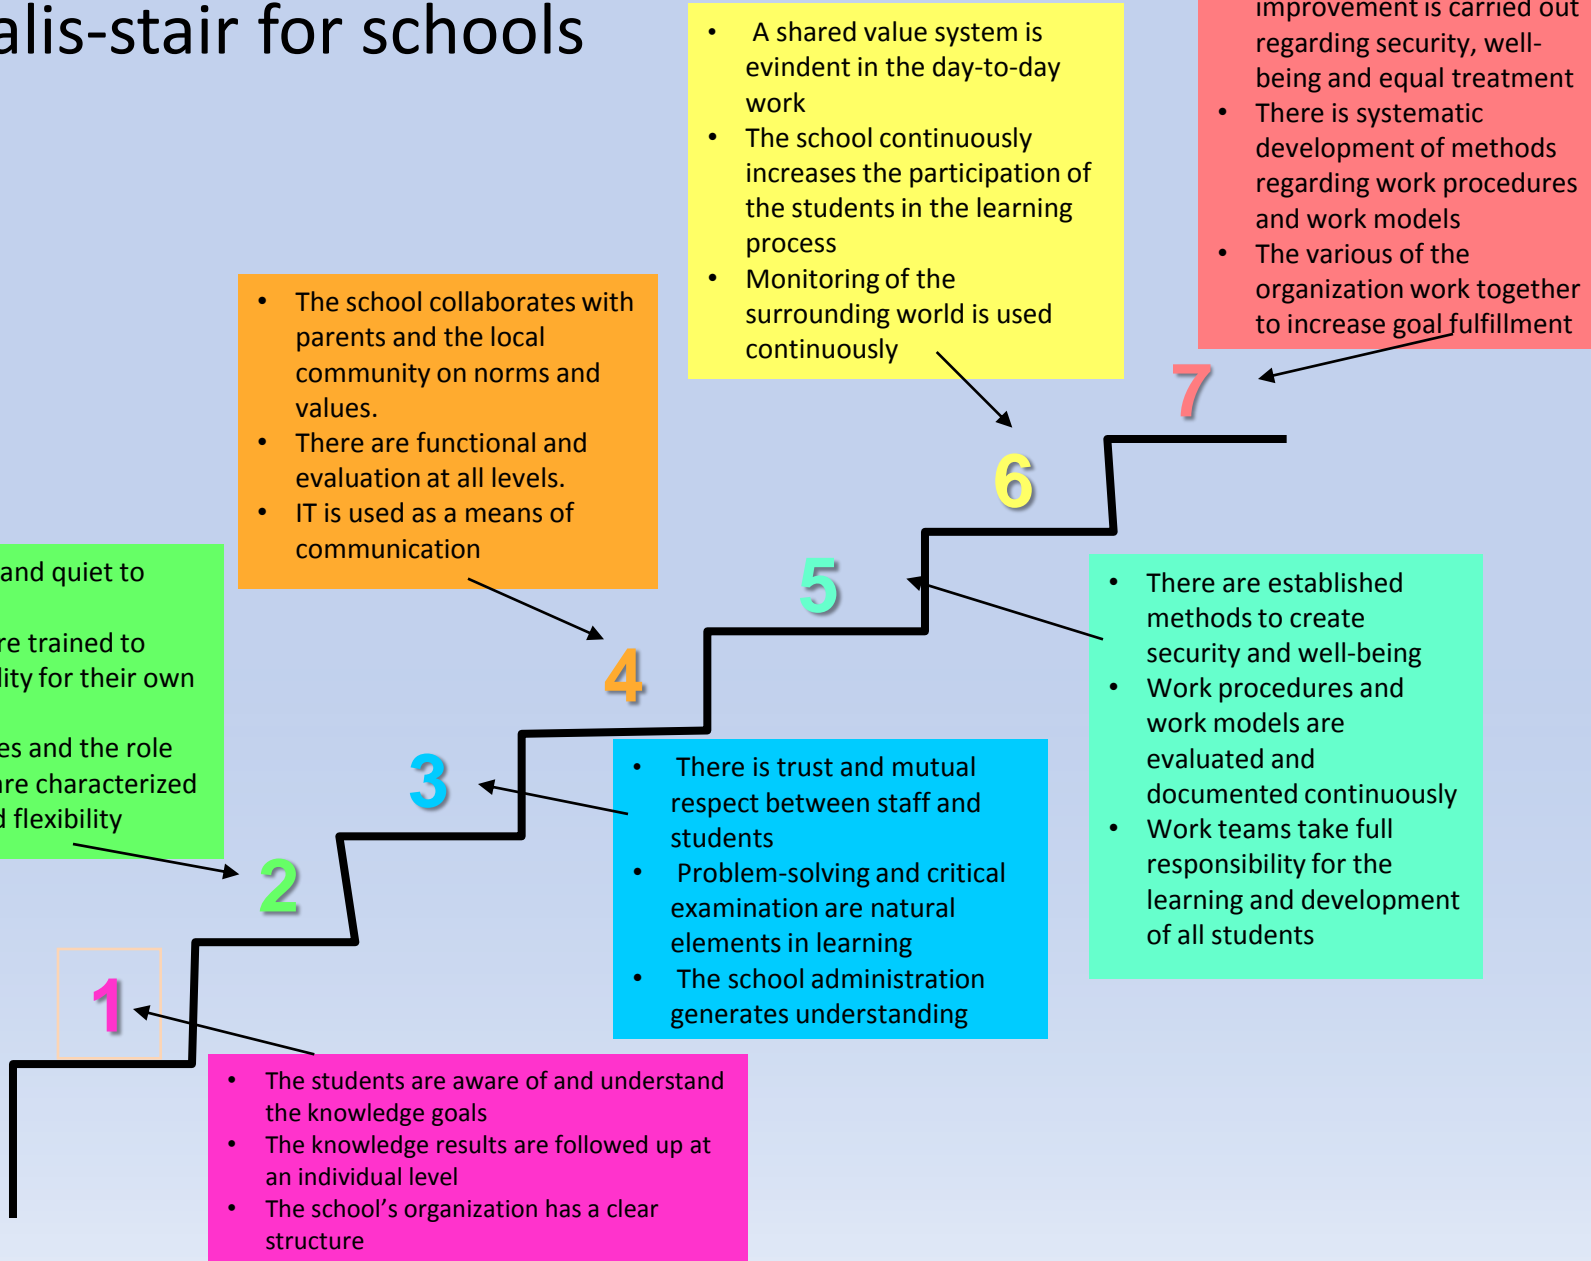 alis-stair for schools
• A shared value system is
evindent in the day-to-day
work
• The school continuously
increases the participation of
the students in the learning
process
• Monitoring of the
surrounding world is used
continuously
improvement is carried out
regarding security, well-
being and equal treatment
• There is systematic
development of methods
regarding work procedures
and work models
• The various of the
organization work together
to increase goal fulfillment
7
• The school collaborates with
parents and the local
community on norms and
values.
• There are functional and
evaluation at all levels.
• IT is used as a means of
communication
6
5
and quiet to
re trained to
lity for their own
es and the role
are characterized
d flexibility
4
• There are established
methods to create
security and well-being
• Work procedures and
work models are
evaluated and
documented continuously
• Work teams take full
responsibility for the
learning and development
of all students
3
• There is trust and mutual
respect between staff and
students
• Problem-solving and critical
examination are natural
elements in learning
• The school administration
generates understanding
2
1
• The students are aware of and understand
the knowledge goals
• The knowledge results are followed up at
an individual level
• The school’s organization has a clear
structure